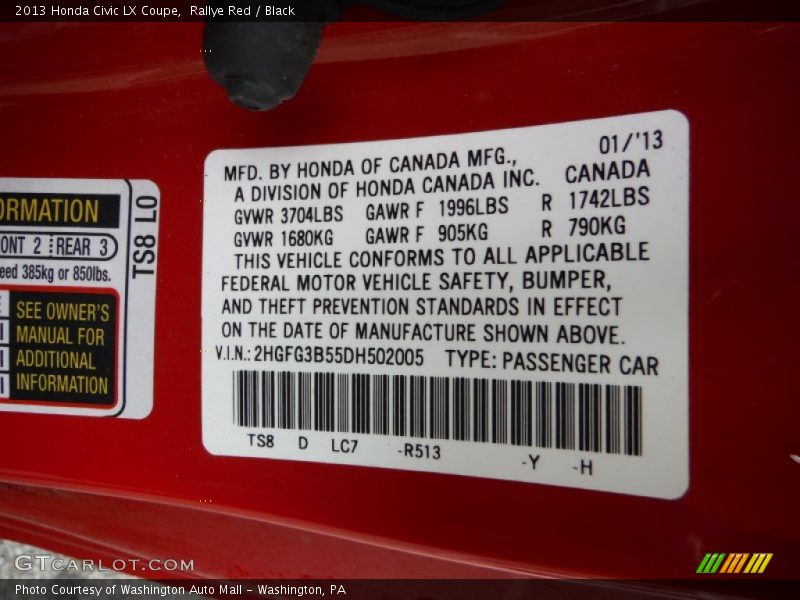 2013 Honda Civic LX Coupe, Rallye Red / Black
MFD. BY HONDA OF CANADA MFG., 01/'13
A DIVISION OF HONDA CANADA INC. CANADA
GVWR 3704LBS GAWR F 1996LBS R 1742LBS
GVWR 1680KG GAWR F 905KG R 790KG
THIS VEHICLE CONFORMS TO ALL APPLICABLE
FEDERAL MOTOR VEHICLE SAFETY, BUMPER,
AND THEFT PREVENTION STANDARDS IN EFFECT
ON THE DATE OF MANUFACTURE SHOWN ABOVE.
V.I.N.: 2HGFG3B55DH502005 TYPE: PASSENGER CAR
TS8 D LC7 -R513 -Y -H
ORMATION
ONT 2 REAR 3
eed 385kg or 850lbs.
SEE OWNER'S
MANUAL FOR
ADDITIONAL
INFORMATION
TS8 L0
GTCARLOT.COM
Photo Courtesy of Washington Auto Mall - Washington, PA